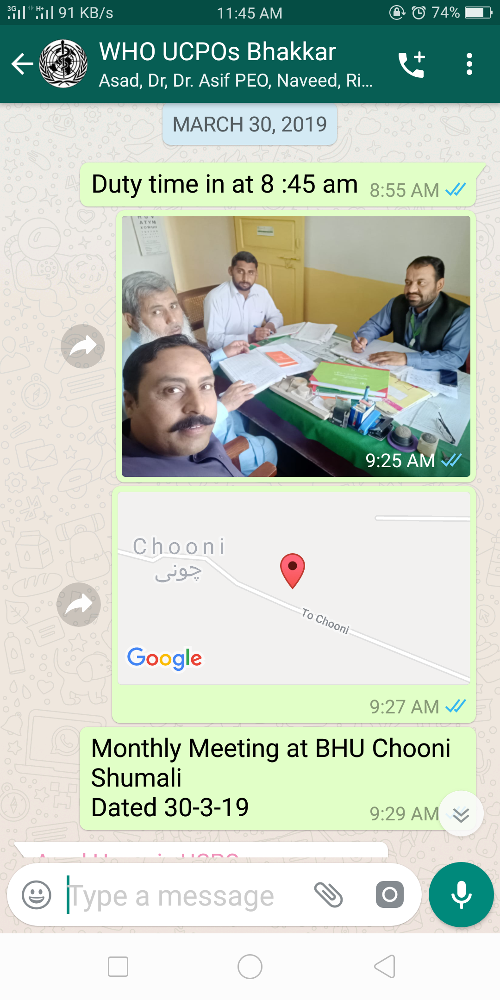 3G H+ 91 KB/s 11:45 AM 74%
WHO UCPOs Bhakkar
Asad, Dr, Dr. Asif PEO, Naveed, Ri...
MARCH 30, 2019
Duty time in at 8 :45 am 8:55 AM
ATYM
9:25 AM
Chooni
چونی
To Chooni
Google
9:27 AM
Monthly Meeting at BHU Chooni
Shumali
Dated 30-3-19 9:29 AM
Type a message